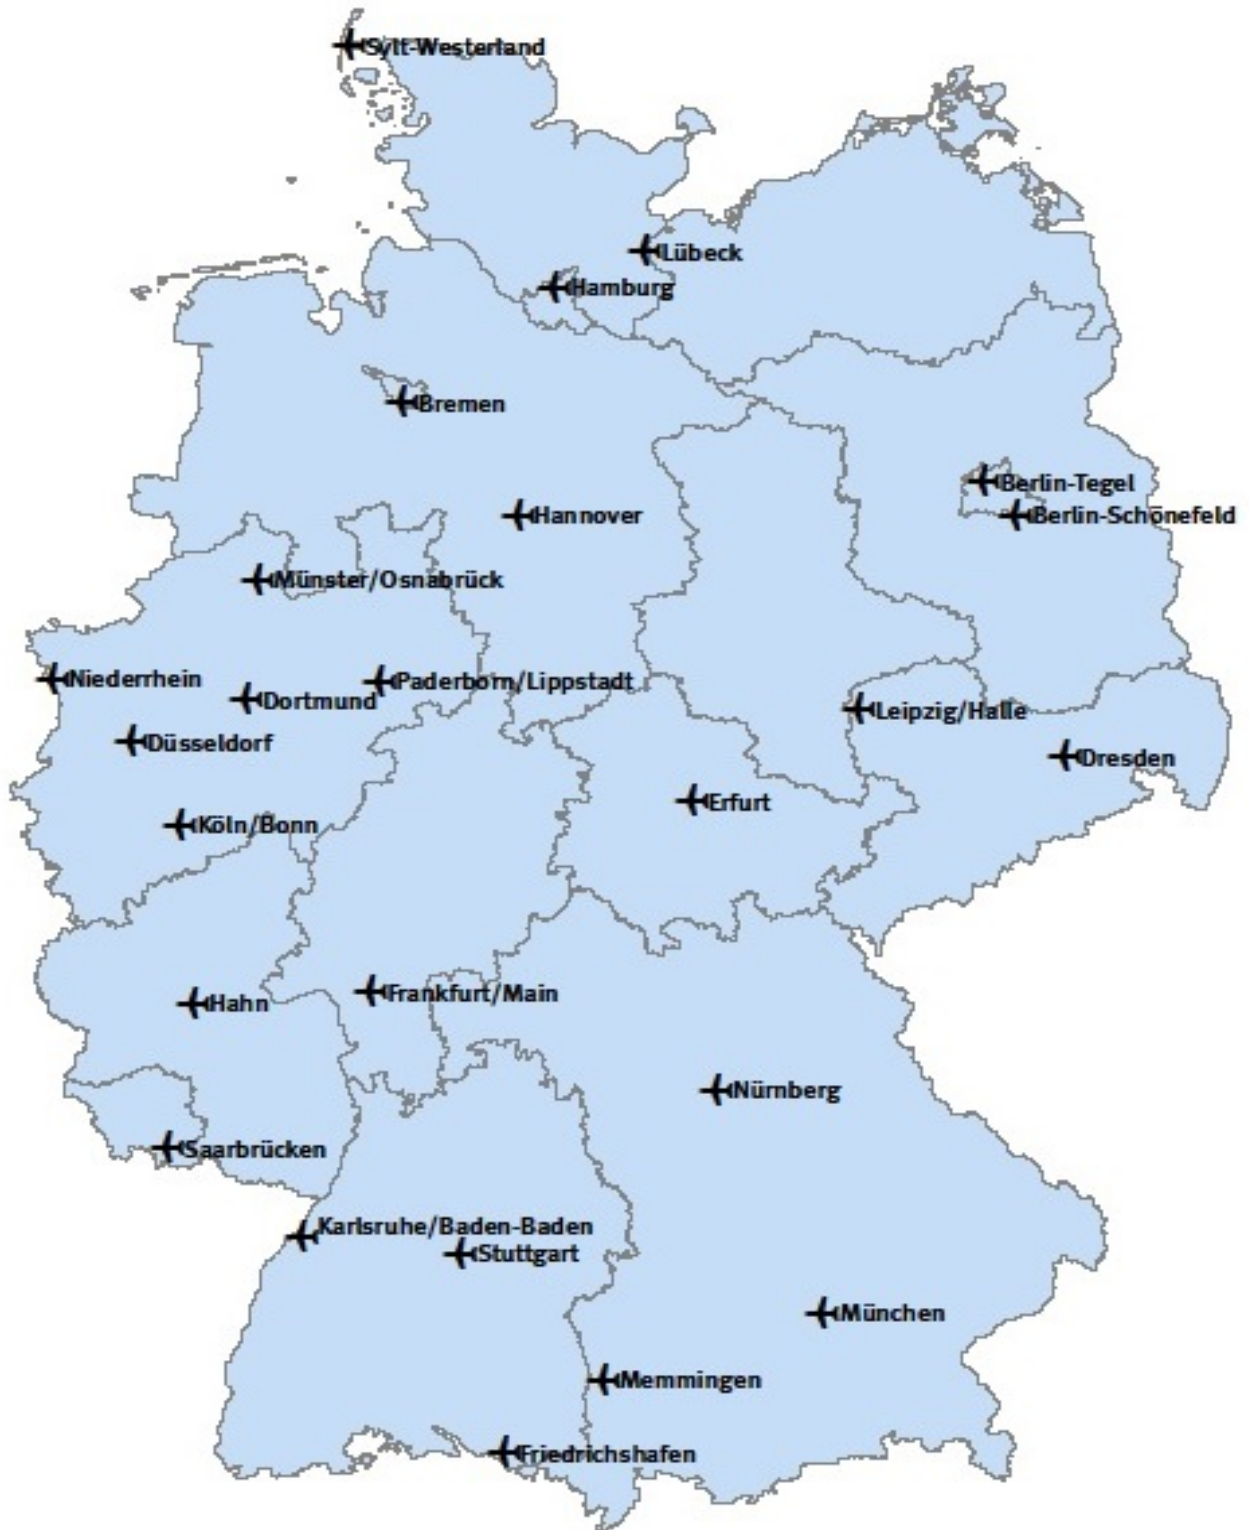 Sylt-Westerland
Lübeck
Hamburg
Bremen
Berlin-Tegel
Hannover
Berlin-Schönefeld
Münster/Osnabrück
Niederrhein
Paderborn/Lippstadt
Dortmund
Leipzig/Halle
Düsseldorf
Dresden
Erfurt
Köln/Bonn
Frankfurt/Main
Hahn
Nürnberg
Saarbrücken
Karlsruhe/Baden-Baden
Stuttgart
München
Memmingen
Friedrichshafen